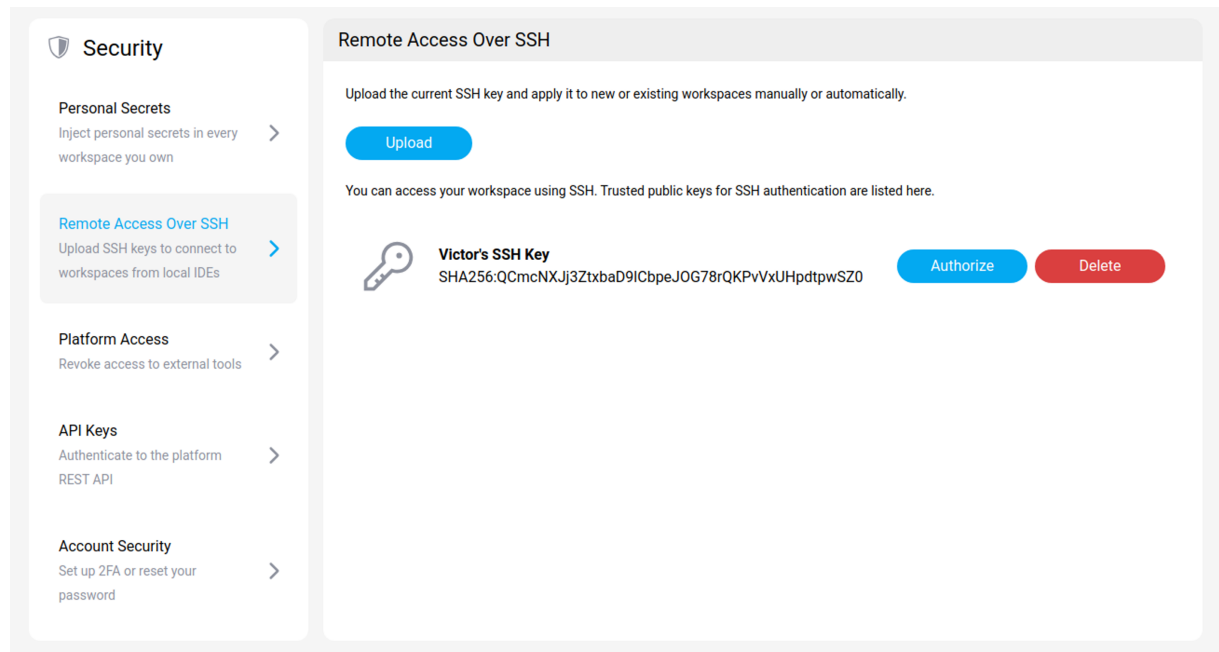 Security
Personal Secrets
Inject personal secrets in every
workspace you own
Remote Access Over SSH
Upload SSH keys to connect to
workspaces from local IDEs
Platform Access
Revoke access to external tools
API Keys
Authenticate to the platform
REST API
Account Security
Set up 2FA or reset your
password
Remote Access Over SSH
Upload the current SSH key and apply it to new or existing workspaces manually or automatically.
Upload
You can access your workspace using SSH. Trusted public keys for SSH authentication are listed here.
Victor's SSH Key
SHA256:QCmcNXJj3ZtxbaD9ICbpeJOG78rQKPvVxUHpdtpwSZ0
Authorize
Delete